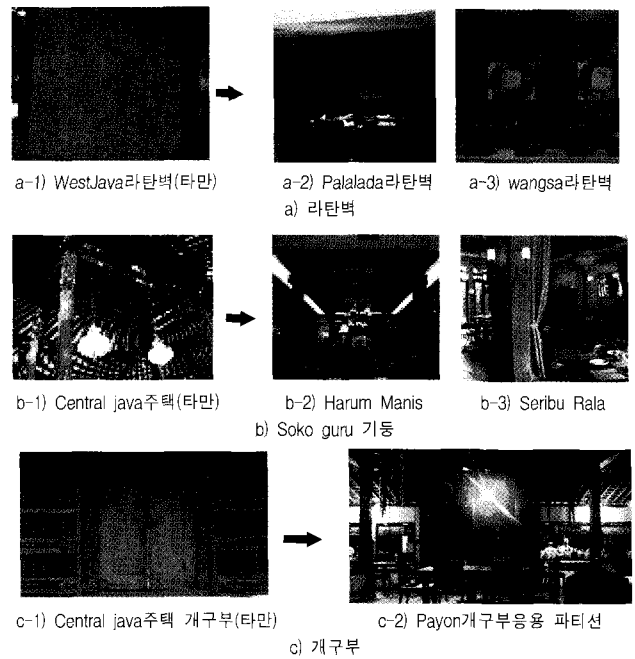 a-1) WestJava라탄벽(타만)
a-2) Palalada라탄벽
a-3) wangsa라탄벽
a) 라탄벽
b-1) Central java주택(타만)
b-2) Harum Manis
b-3) Seribu Rala
b) Soko guru 기둥
c-1) Central java주택 개구부(타만)
c-2) Payon개구부응용 파티션
c) 개구부